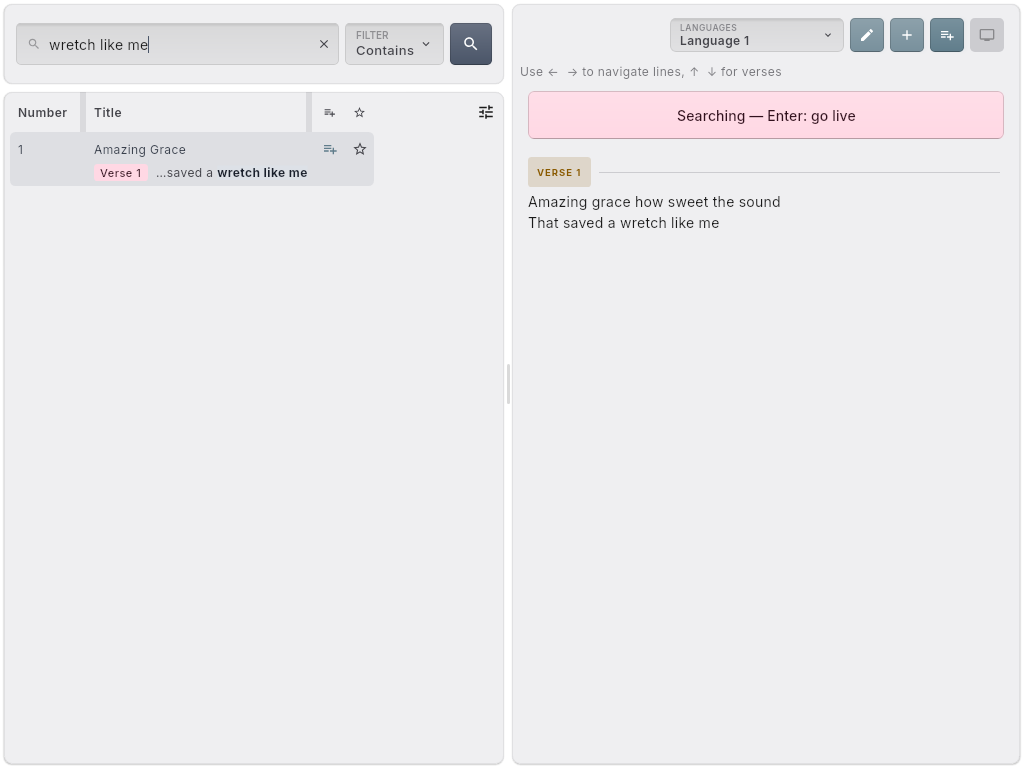 wretch like me
FILTER
Contains
Number
Title
1
Amazing Grace
Verse 1
...saved a wretch like me
LANGUAGES
Language 1
Use ← → to navigate lines, ↑ ↓ for verses
Searching — Enter: go live
VERSE 1
Amazing grace how sweet the sound
That saved a wretch like me